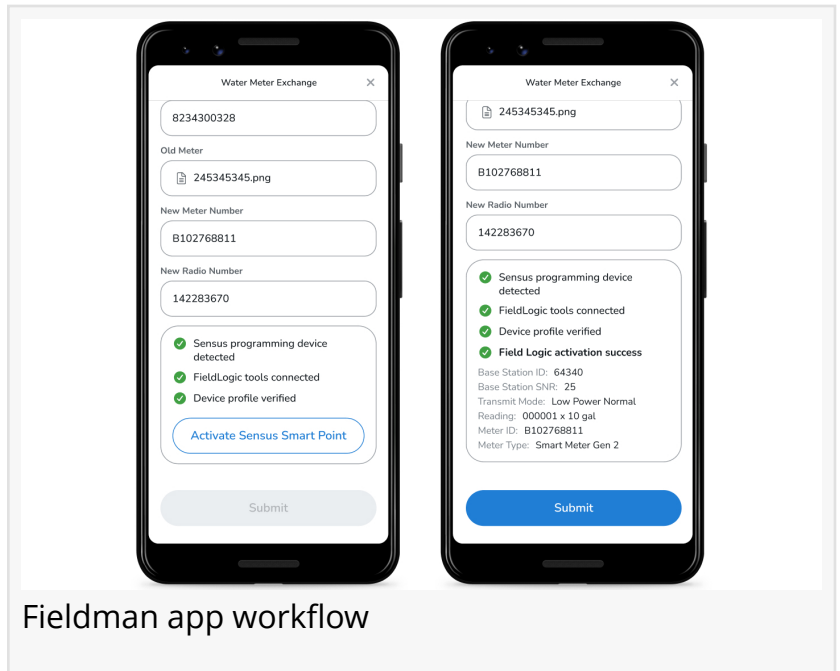 Water Meter Exchange ×
8234300328
Old Meter
245345345.png
New Meter Number
B102768811
New Radio Number
142283670
Sensus programming device
detected
FieldLogic tools connected
Device profile verified
Activate Sensus Smart Point
Submit
Water Meter Exchange ×
245345345.png
New Meter Number
B102768811
New Radio Number
142283670
Sensus programming device
detected
FieldLogic tools connected
Device profile verified
Field Logic activation success
Base Station ID: 64340
Base Station SNR: 25
Transmit Mode: Low Power Normal
Reading: 000001 x 10 gal
Meter ID: B102768811
Meter Type: Smart Meter Gen 2
Submit
Fieldman app workflow